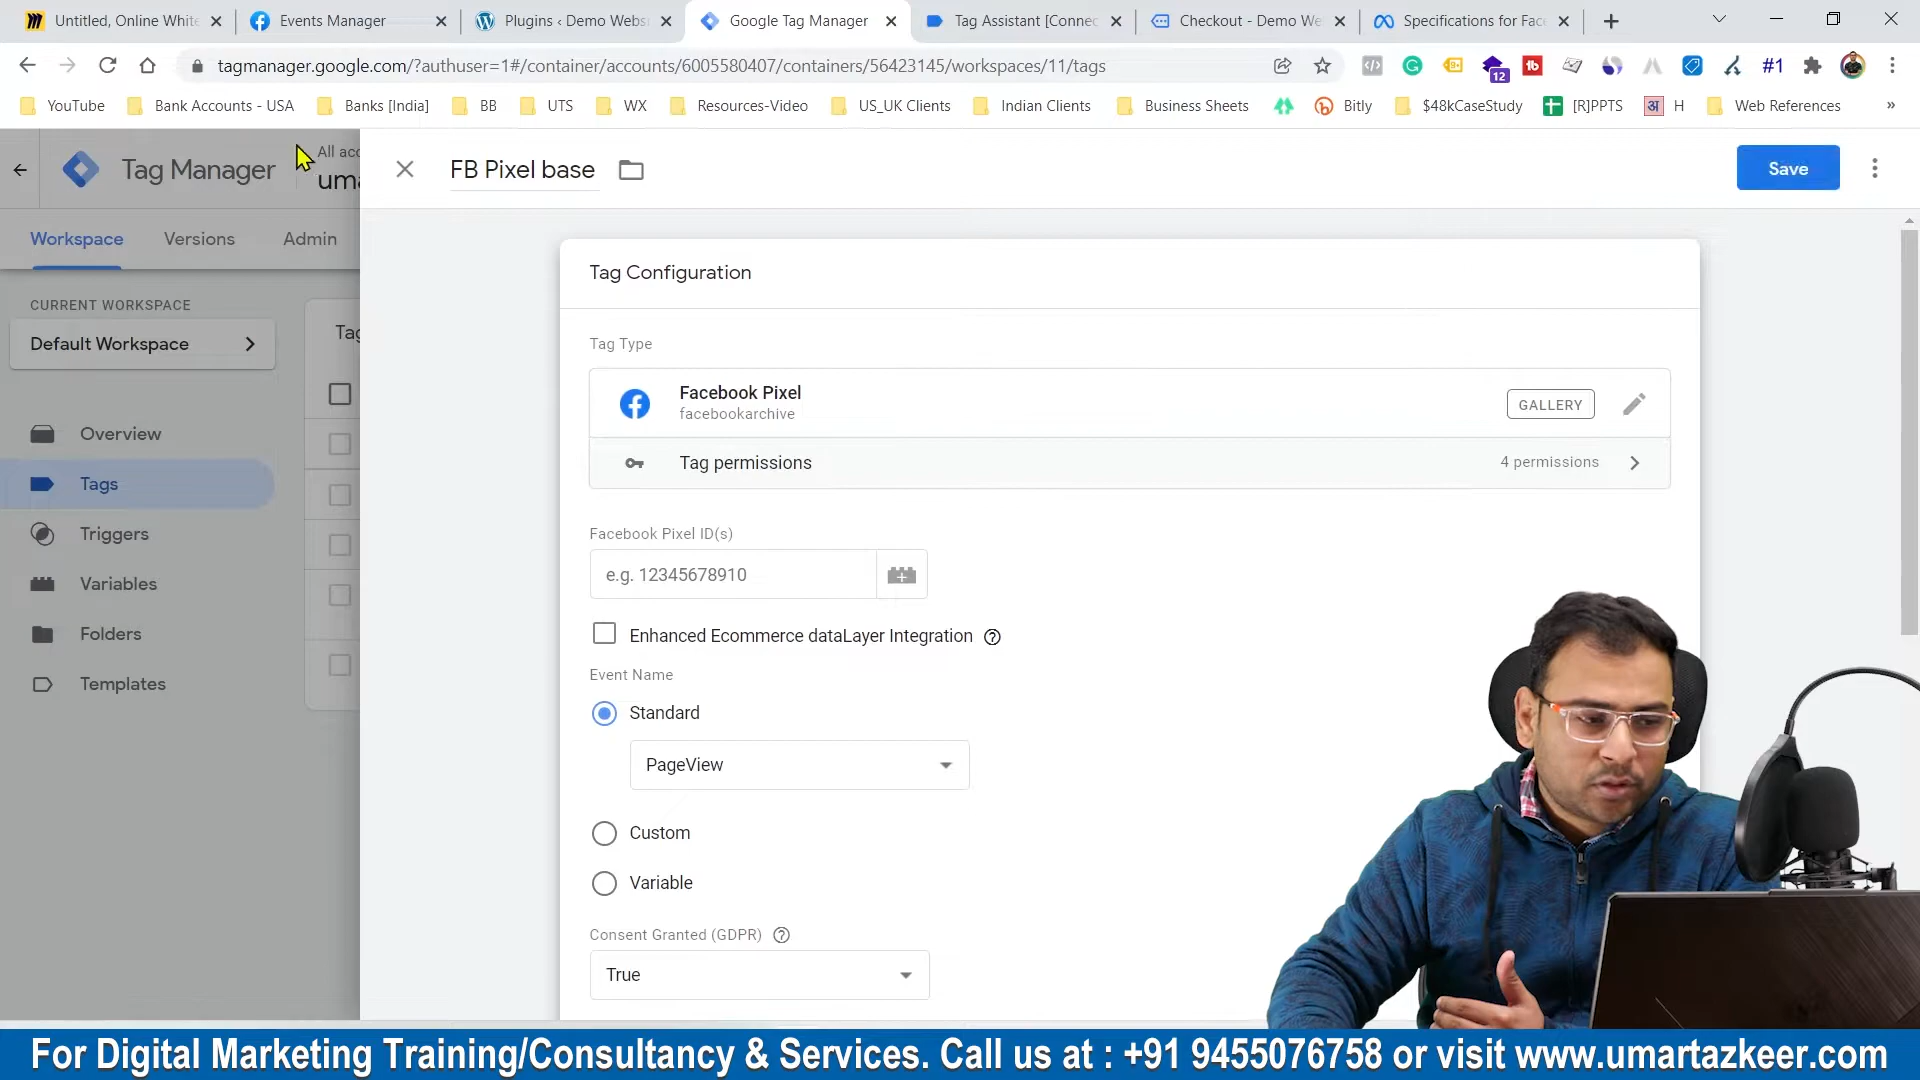 Untitled, Online White
Events Manager
Plugins ‹ Demo Webs
Google Tag Manager
Tag Assistant [Connec
Checkout - Demo We
Specifications for Face
tagmanager.google.com/?authuser=1#/container/accounts/6005580407/containers/56423145/workspaces/11/tags
12
#1
YouTube
Bank Accounts - USA
Banks [India]
BB
UTS
WX
Resources-Video
US_UK Clients
Indian Clients
Business Sheets
Bitly
$48kCaseStudy
[R]PPTS
अ
H
Web References
»
Tag Manager
All acc
uma
FB Pixel base
Save
Workspace
Versions
Admin
Tag Configuration
CURRENT WORKSPACE
Default Workspace
Tag
Tag Type
Facebook Pixel
facebookarchive
GALLERY
Tag permissions
4 permissions
Overview
Tags
Triggers
Variables
Folders
Templates
Facebook Pixel ID(s)
e.g. 12345678910
Enhanced Ecommerce dataLayer Integration
Event Name
Standard
PageView
Custom
Variable
Consent Granted (GDPR)
True
For Digital Marketing Training/Consultancy & Services. Call us at : +91 9455076758 or visit www.umartazkeer.com